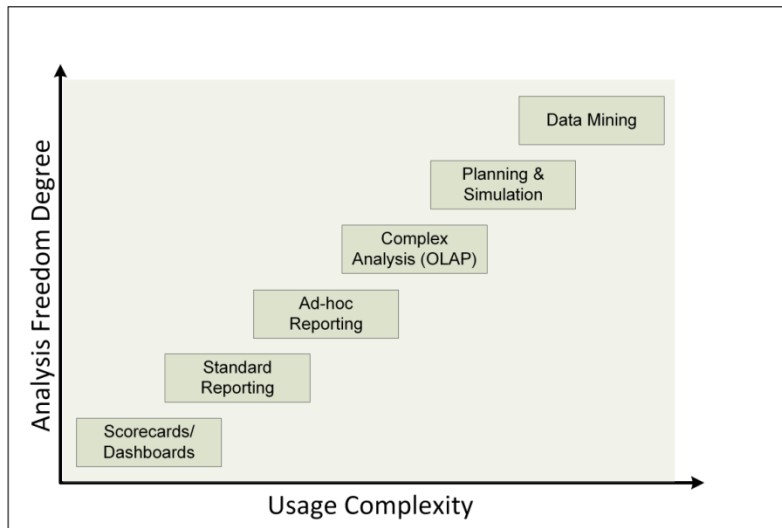 Analysis Freedom Degree
Data Mining
Planning &
Simulation
Complex
Analysis (OLAP)
Ad-hoc
Reporting
Standard
Reporting
Scorecards/
Dashboards
Usage Complexity